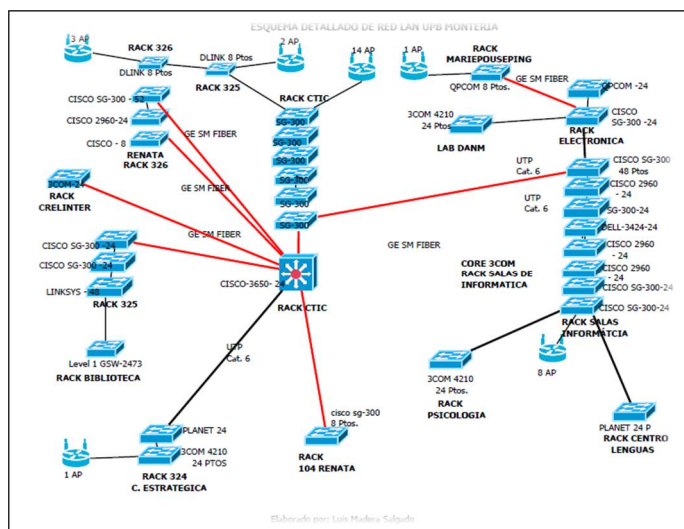 ESQUEMA DETALLADO DE RED LAN UPB MONTERIA
3 AP
RACK 326
DLINK 8 Ptos
DLINK 8 Ptos
RACK 325
2 AP
14 AP
1 AP
RACK
MARIEPOUSEPING
QPCOM 8 Ptos.
GE SM FIBER
QPCOM -24
CISCO SG-300 - 52
CISCO 2960-24
CISCO - 8
RENATA
RACK 326
RACK CTIC
SG-300
SG-300
SG-300
SG-300
SG-300
SG-300
3COM 4210
24 Ptos
LAB DANM
CISCO
SG-300 -24
RACK
ELECTRONICA
GE SM FIBER
3COM-24
RACK
CRELINTER
GE SM FIBER
GE SM FIBER
UTP
Cat. 6
UTP
Cat. 6
CISCO SG-300
48 Ptos
CISCO 2960
- 24
SG-300-24
DELL-3424-24
CISCO 2960
- 24
CISCO 2960
- 24
CISCO SG-300-24
CISCO SG-300-24
GE SM FIBER
CORE 3COM
RACK SALAS DE
INFORMATICA
CISCO SG-300 -24
CISCO SG-300 -24
LINKSYS - 48
RACK 325
CISCO-3650- 24
RACK CTIC
RACK SALAS
INFORMÁTCIA
UTP
Cat. 6
Level 1 GSW-2473
RACK BIBLIOTECA
8 AP
3COM 4210
24 Ptos.
RACK
PSICOLOGIA
PLANET 24 P
RACK CENTRO
LENGUAS
cisco sg-300
8 Ptos.
RACK
104 RENATA
PLANET 24
3COM 4210
24 PTOS
1 AP
RACK 324
C. ESTRATEGICA
Elaborado por: Luis Madera Salgado